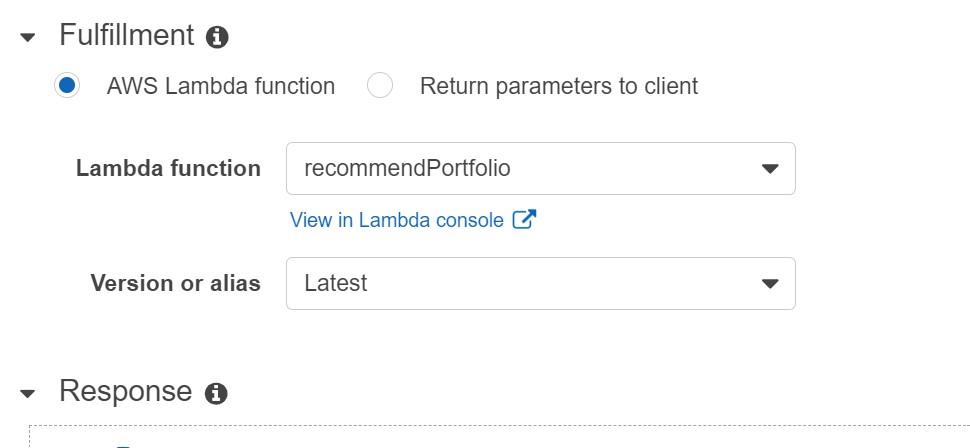 Fulfillment
AWS Lambda function Return parameters to client
Lambda function recommendPortfolio
View in Lambda console
Version or alias Latest
Response